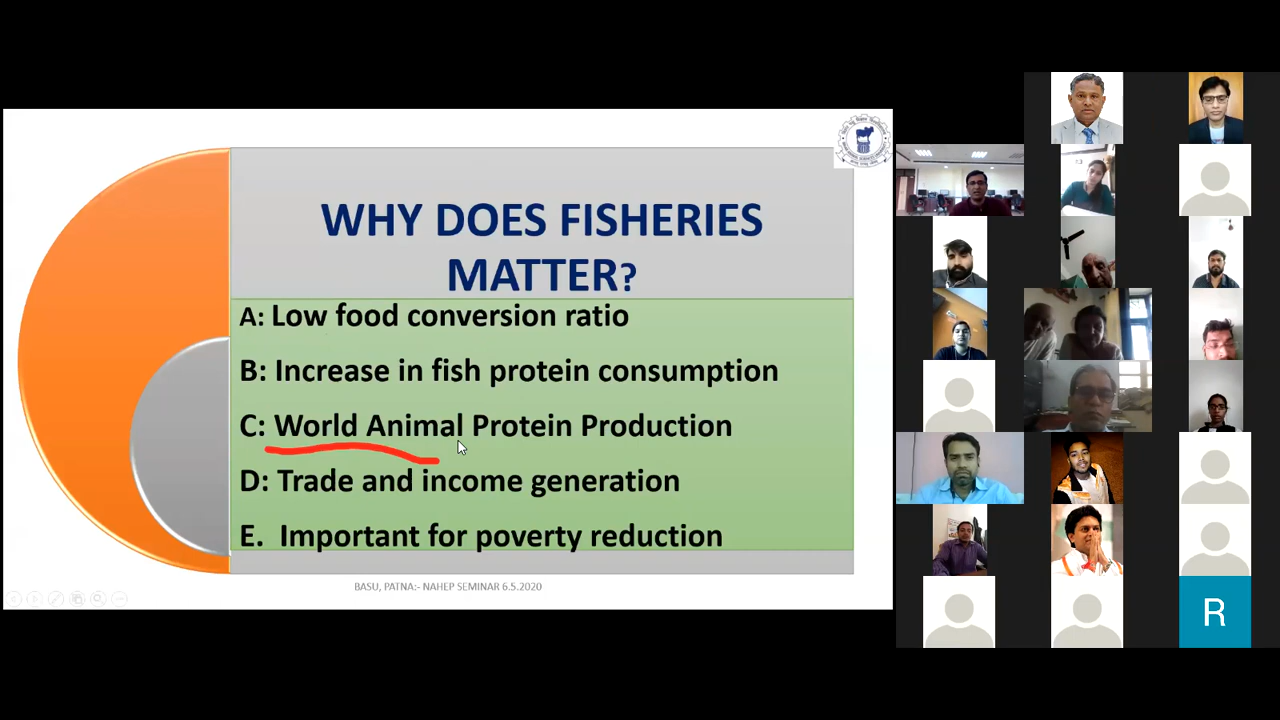 WHY DOES FISHERIES
MATTER?
A: Low food conversion ratio
B: Increase in fish protein consumption
C: World Animal Protein Production
D: Trade and income generation
E. Important for poverty reduction
BASU, PATNA:- NAHEP SEMINAR 6.5.2020
R